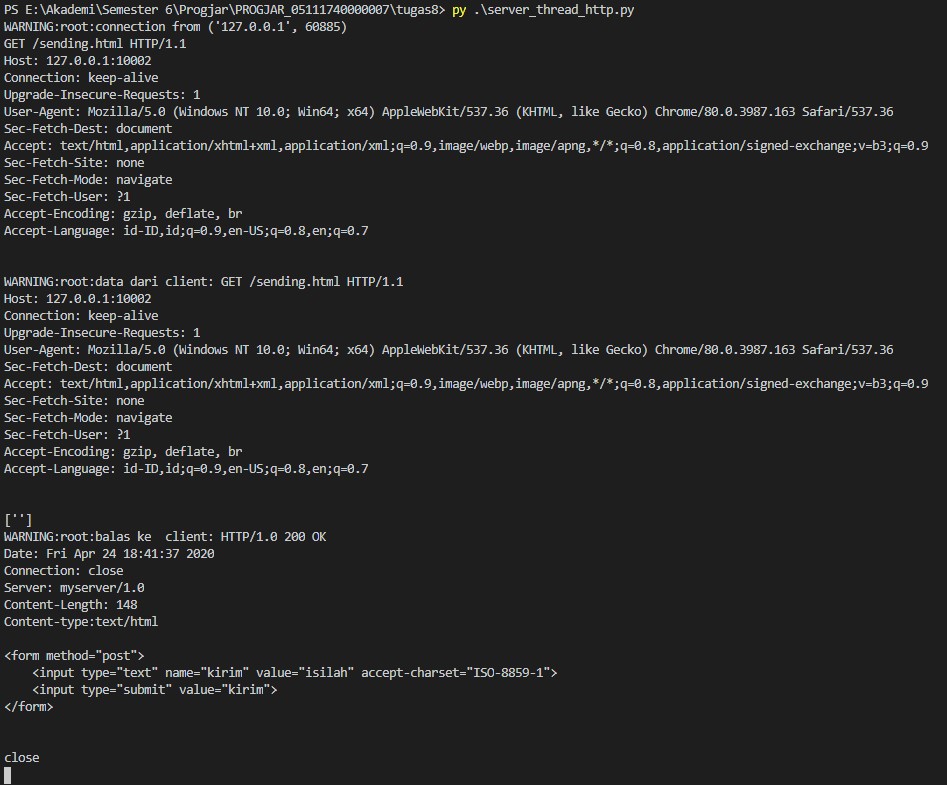 PS E:\Akademi\Semester 6\Progjar\PROGJAR_05111740000007\tugas8> py .\server_thread_http.py
WARNING:root:connection from ('127.0.0.1', 60885)
GET /sending.html HTTP/1.1
Host: 127.0.0.1:10002
Connection: keep-alive
Upgrade-Insecure-Requests: 1
User-Agent: Mozilla/5.0 (Windows NT 10.0; Win64; x64) AppleWebKit/537.36 (KHTML, like Gecko) Chrome/80.0.3987.163 Safari/537.36
Sec-Fetch-Dest: document
Accept: text/html,application/xhtml+xml,application/xml;q=0.9,image/webp,image/apng,*/*;q=0.8,application/signed-exchange;v=b3;q=0.9
Sec-Fetch-Site: none
Sec-Fetch-Mode: navigate
Sec-Fetch-User: ?1
Accept-Encoding: gzip, deflate, br
Accept-Language: id-ID,id;q=0.9,en-US;q=0.8,en;q=0.7
WARNING:root:data dari client: GET /sending.html HTTP/1.1
Host: 127.0.0.1:10002
Connection: keep-alive
Upgrade-Insecure-Requests: 1
User-Agent: Mozilla/5.0 (Windows NT 10.0; Win64; x64) AppleWebKit/537.36 (KHTML, like Gecko) Chrome/80.0.3987.163 Safari/537.36
Sec-Fetch-Dest: document
Accept: text/html,application/xhtml+xml,application/xml;q=0.9,image/webp,image/apng,*/*;q=0.8,application/signed-exchange;v=b3;q=0.9
Sec-Fetch-Site: none
Sec-Fetch-Mode: navigate
Sec-Fetch-User: ?1
Accept-Encoding: gzip, deflate, br
Accept-Language: id-ID,id;q=0.9,en-US;q=0.8,en;q=0.7
['']
WARNING:root:balas ke  client: HTTP/1.0 200 OK
Date: Fri Apr 24 18:41:37 2020
Connection: close
Server: myserver/1.0
Content-Length: 148
Content-type:text/html
<form method="post">
    <input type="text" name="kirim" value="isilah" accept-charset="ISO-8859-1">
    <input type="submit" value="kirim">
</form>
close